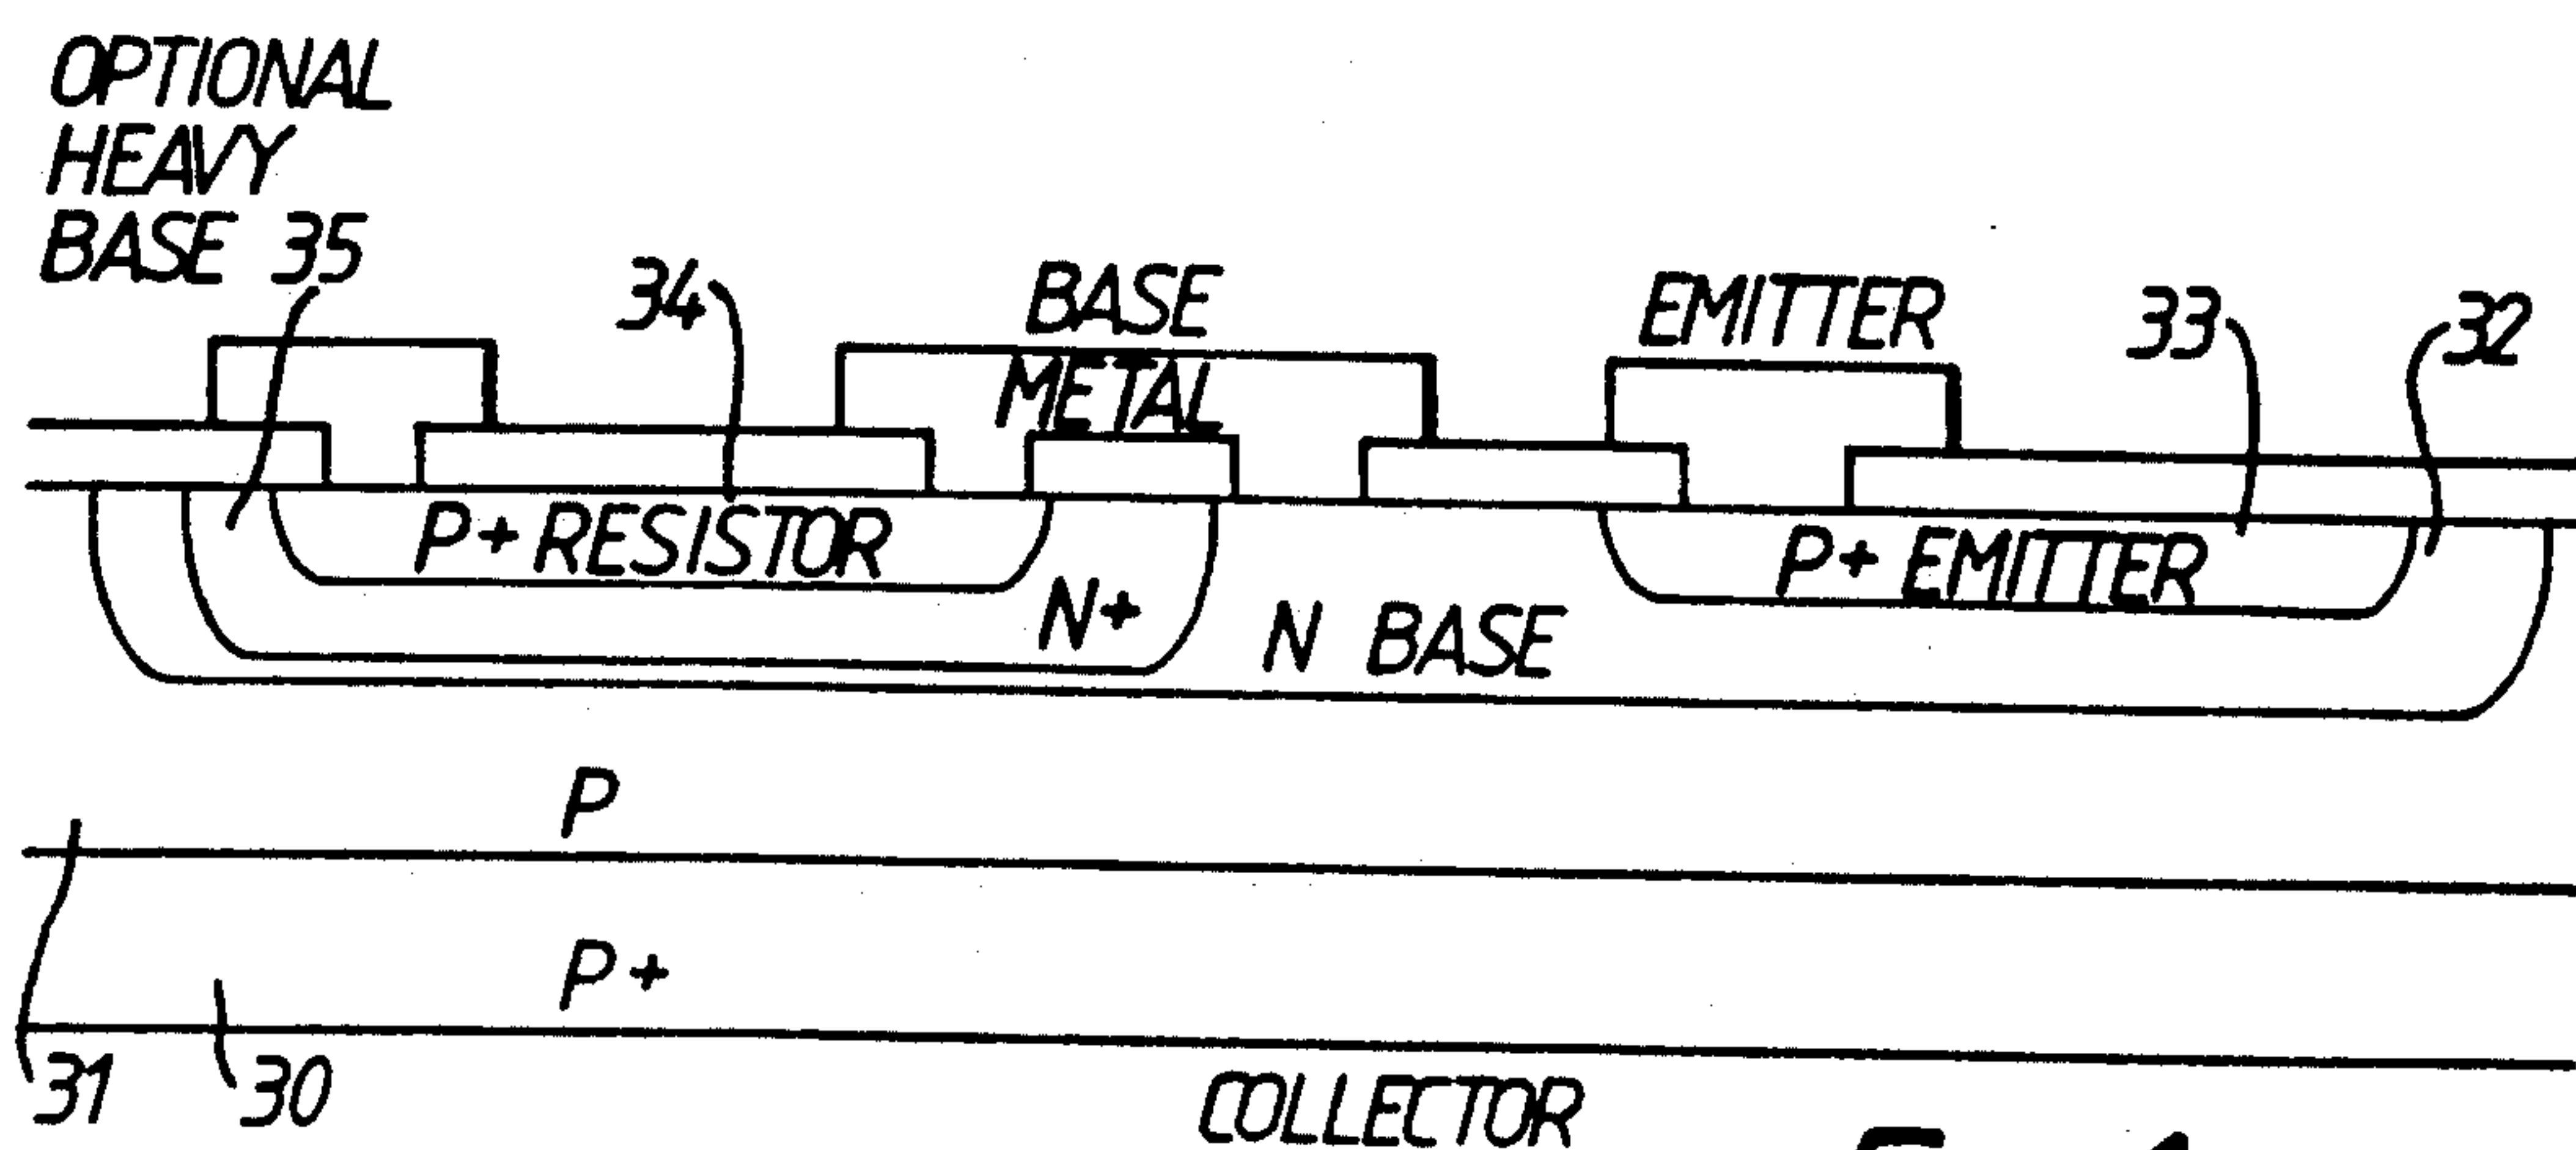 OPTIONAL
HEAVY
BASE 35
34
BASE
METAL
EMITTER
33
32
P+ RESISTOR
P+ EMITTER
N+
N BASE
P
P+
31
30
COLLECTOR